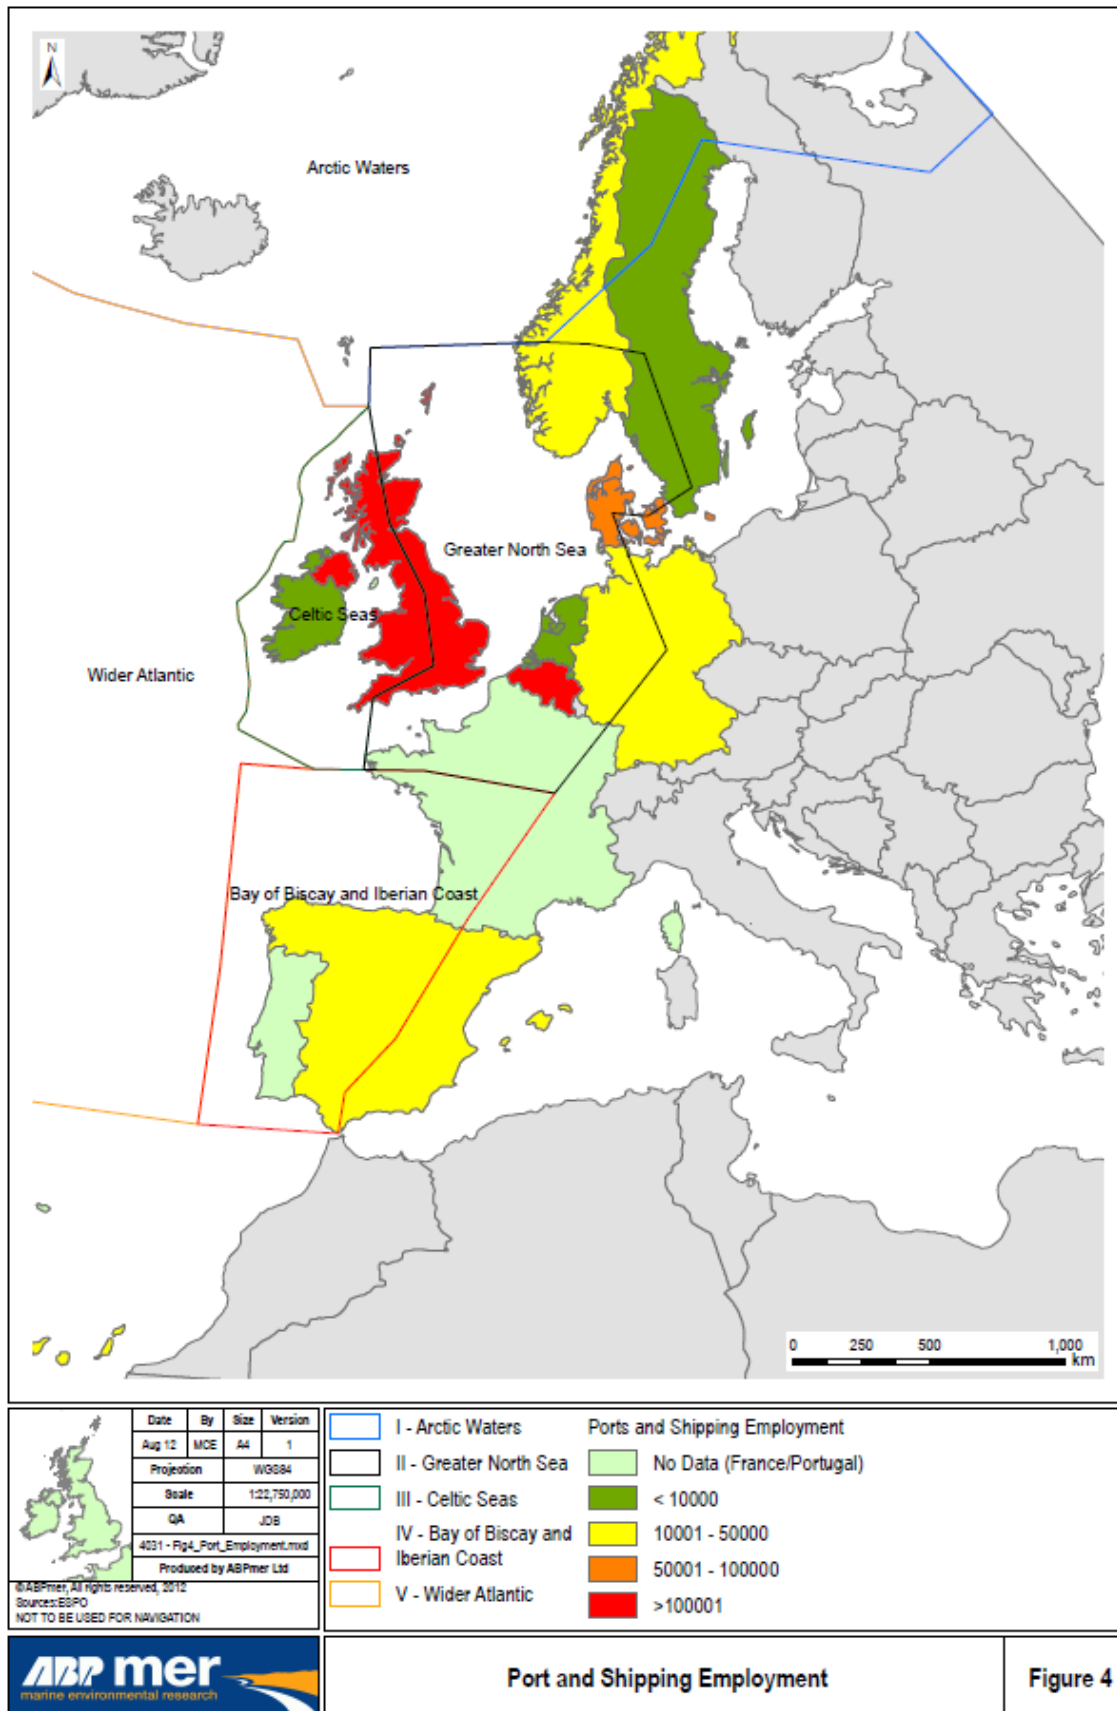 N
Arctic Waters
Greater North Sea
Celtic Seas
Wider Atlantic
Bay of Biscay and Iberian Coast
0 250 500 1,000
km
Date By Size Version
Aug 12 MCE A4 1
Projection WGS84
Scale 1:22,750,000
QA JDB
4031 - Fig4_Port_Employment.mxd
Produced by ABPmer Ltd
©ABPmer, All rights reserved, 2012
Sources:ESPO
NOT TO BE USED FOR NAVIGATION
I - Arctic Waters
II - Greater North Sea
III - Celtic Seas
IV - Bay of Biscay and
Iberian Coast
V - Wider Atlantic
Ports and Shipping Employment
No Data (France/Portugal)
< 10000
10001 - 50000
50001 - 100000
>100001
ABP mer
marine environmental research
Port and Shipping Employment
Figure 4